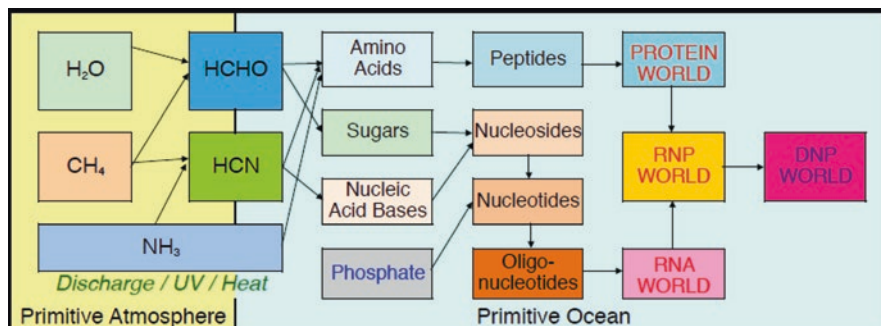 H₂O
HCHO
Amino
Acids
Peptides
PROTEIN
WORLD
CH₄
HCN
Sugars
Nucleosides
RNP
WORLD
DNP
WORLD
Nucleic
Acid Bases
Nucleotides
NH₃
Phosphate
Oligo-
nucleotides
RNA
WORLD
Discharge / UV / Heat
Primitive Atmosphere
Primitive Ocean